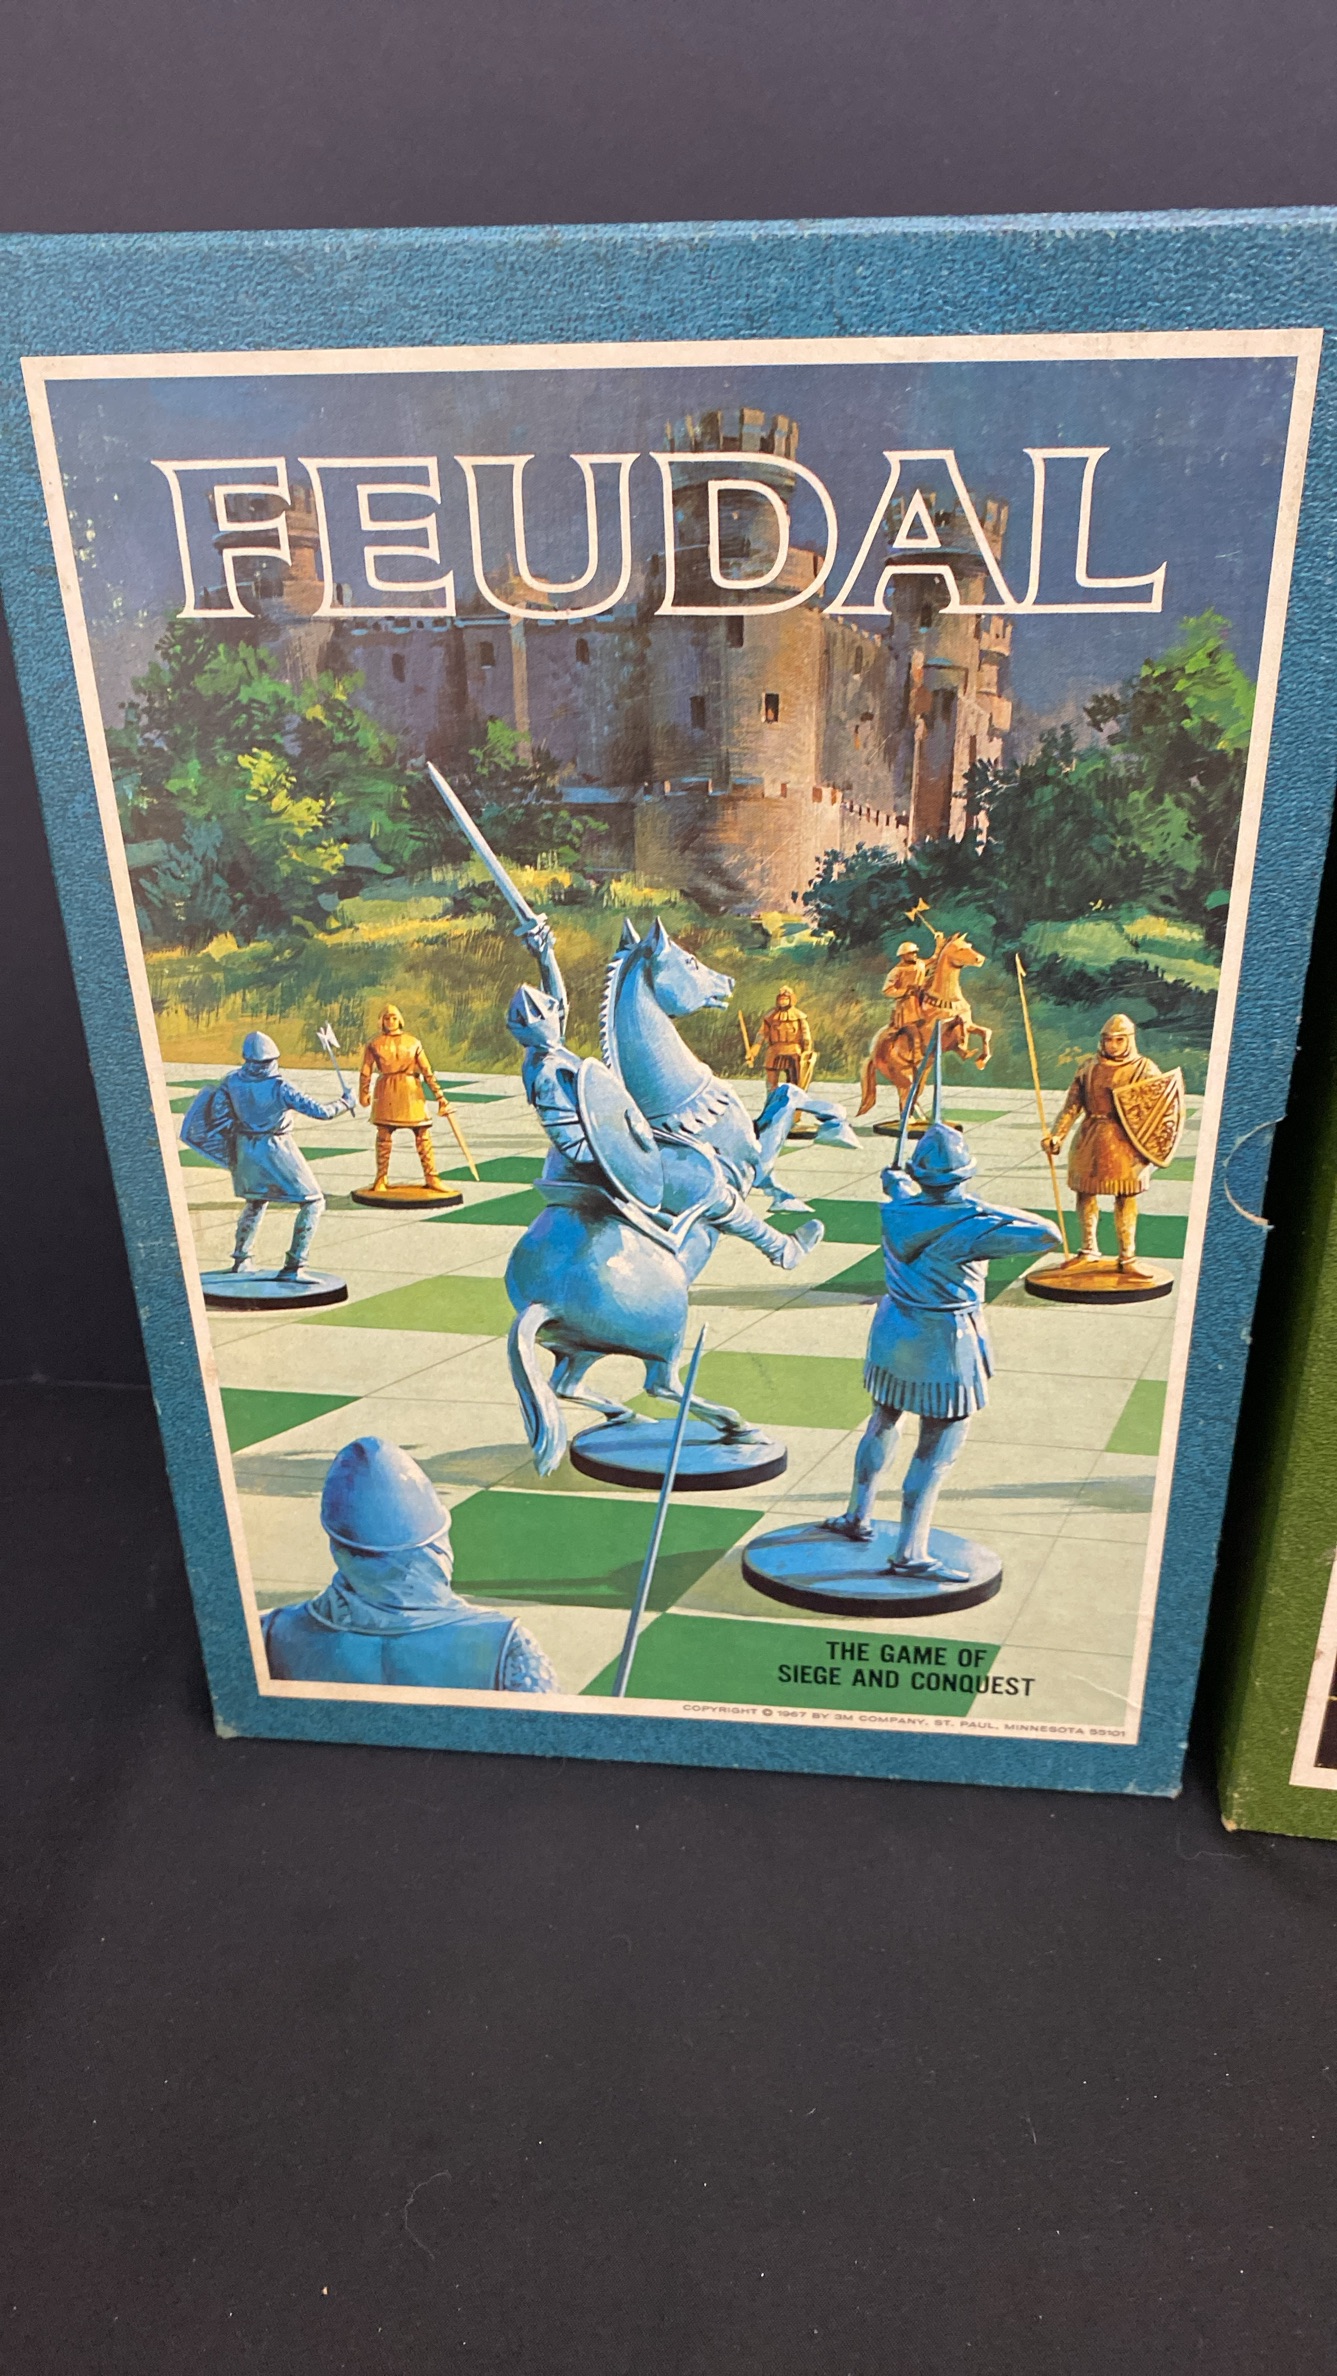 FEUDAL
THE GAME OF
SIEGE AND CONQUEST
COPYRIGHT © 1967 BY 3M COMPANY, ST. PAUL, MINNESOTA 55101